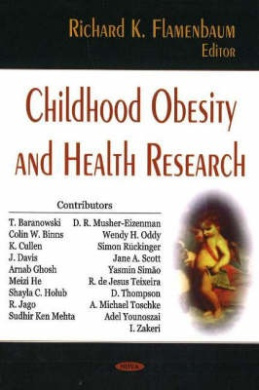 Richard K. Flamenbaum
Editor
Childhood Obesity
and Health Research
Contributors
T. Baranowski
Colin W. Binns
K. Cullen
J. Davis
Arnab Ghosh
Meizi He
Shayla C. Holub
R. Jago
Sudhir Ken Mehta
D. R. Musher-Eizenman
Wendy H. Oddy
Simon Rückinger
Jane A. Scott
Yasmin Simão
R. de Jesus Teixeira
D. Thompson
A. Michael Toschke
Adel Younoszai
I. Zakeri
NOVA